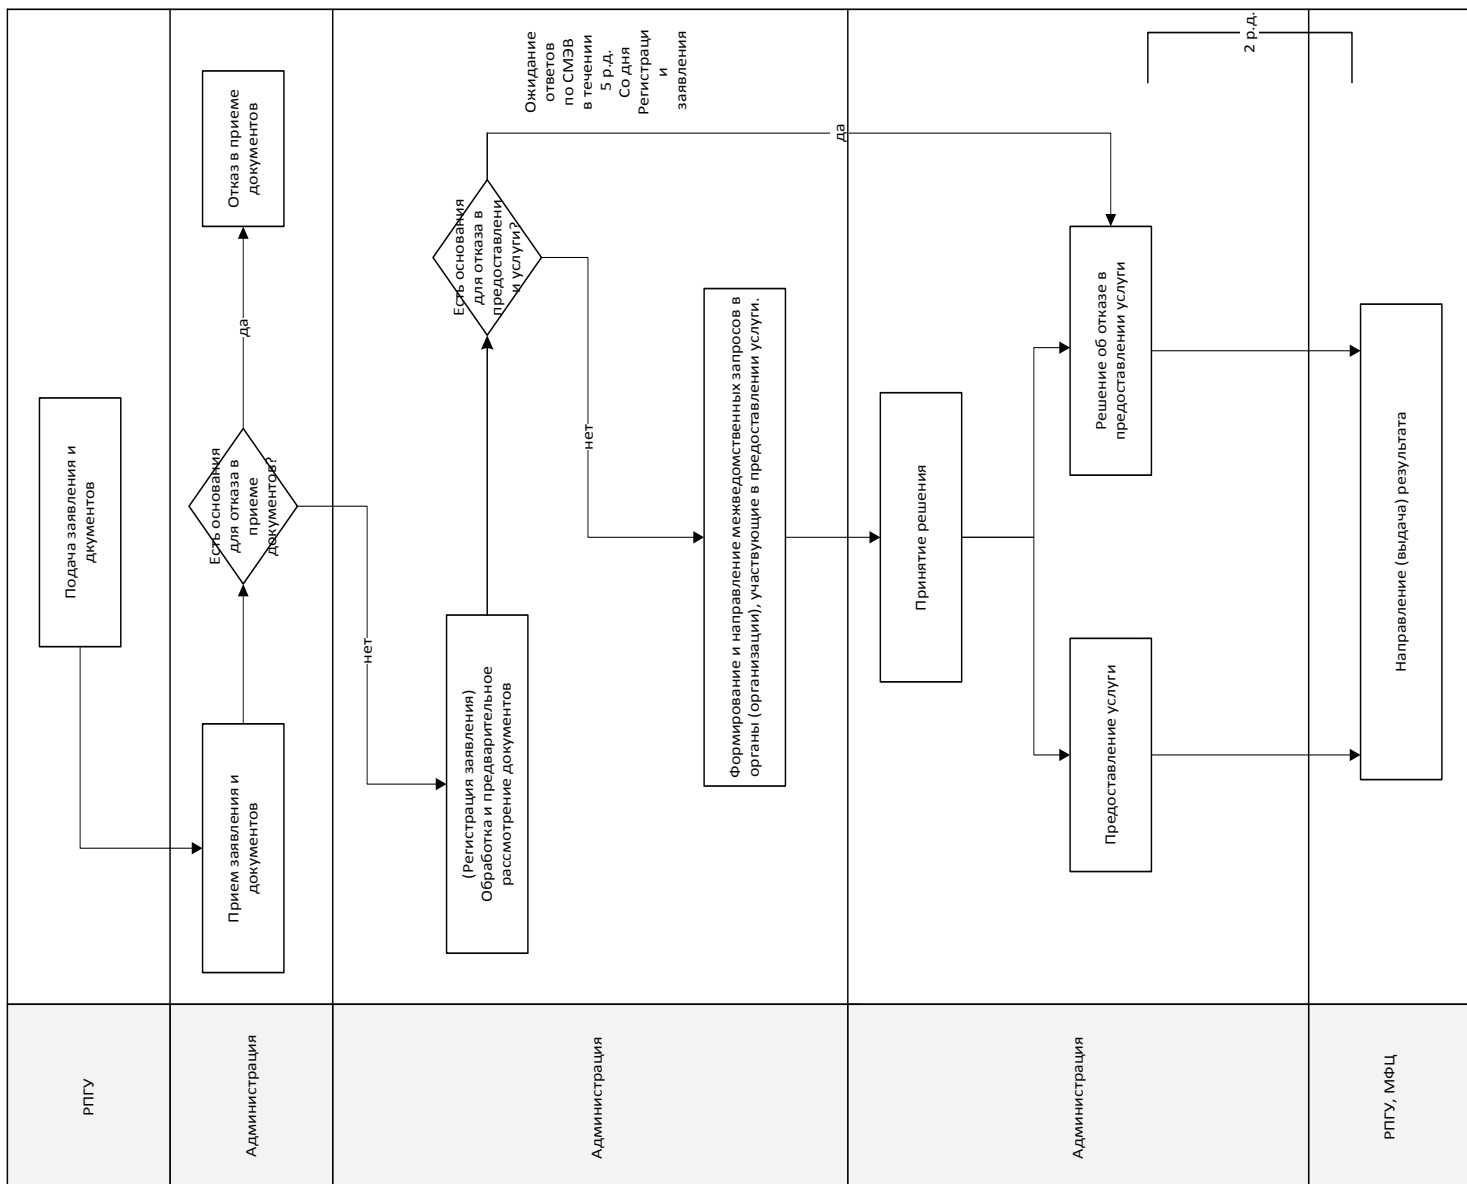 РПГУ
Подача заявления и
дкументов
Администрация
Прием заявления и
документов
Есть основания
для отказа в
приеме
документов?
да
Отказ в приеме
документов
нет
Администрация
(Регистрация заявления)
Обработка и предварительное
рассмотрение документов
Есть основания
для отказа в
предоставлени
и услуги?
да
нет
Ожидание
ответов
по СМЭВ
в течении
5 р.д.
Со дня
Регистраци
и
заявления
Формирование и направление межведомственных запросов в
органы (организации), участвующие в предоставлении услуги.
Администрация
Принятие решения
Предоставление услуги
Решение об отказе в
предоставлении услуги
2 р.д.
РПГУ, МФЦ
Направление (выдача) результата